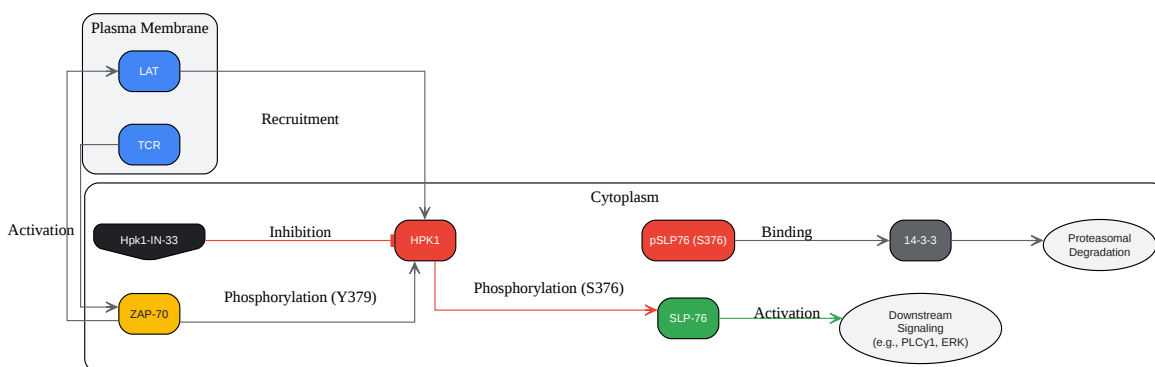 Plasma Membrane
LAT
Recruitment
TCR
Cytoplasm
Activation
Hpk1-IN-33
Inhibition
HPK1
pSLP76 (S376)
Binding
14-3-3
Proteasomal
Degradation
ZAP-70
Phosphorylation (Y379)
Phosphorylation (S376)
SLP-76
Activation
Downstream
Signaling
(e.g., PLCγ1, ERK)